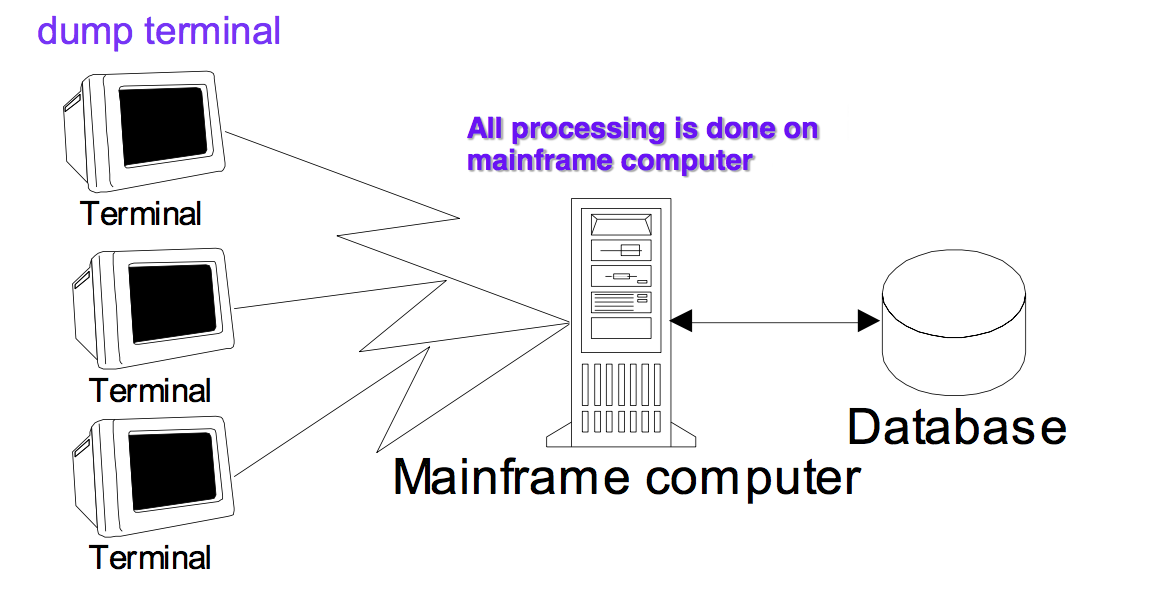 dump terminal
All processing is done on
mainframe computer
Terminal
Terminal
Terminal
Mainframe computer
Database